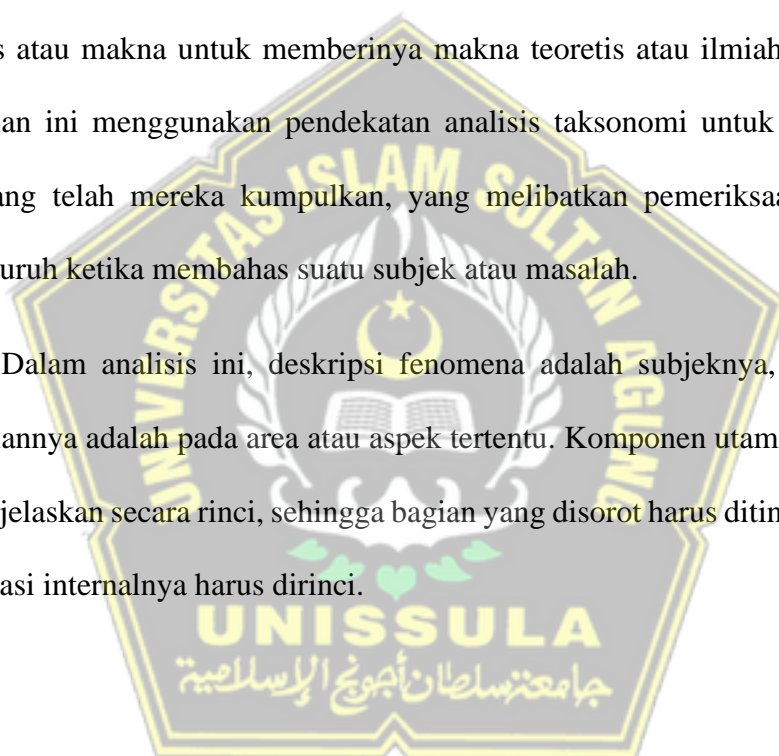 s atau makna untuk memberinya makna teoretis atau ilmiah
an ini menggunakan pendekatan analisis taksonomi untuk
ang telah mereka kumpulkan, yang melibatkan pemeriksaa
uruh ketika membahas suatu subjek atau masalah.
Dalam analisis ini, deskripsi fenomena adalah subjeknya,
annya adalah pada area atau aspek tertentu. Komponen utam
jelaskan secara rinci, sehingga bagian yang disorot harus ditin
asi internalnya harus dirinci.
UNIVERSITAS ISLAM SULTAN AGUNG
UNISSULA
جامعتسلطان أجونج الإسلامية